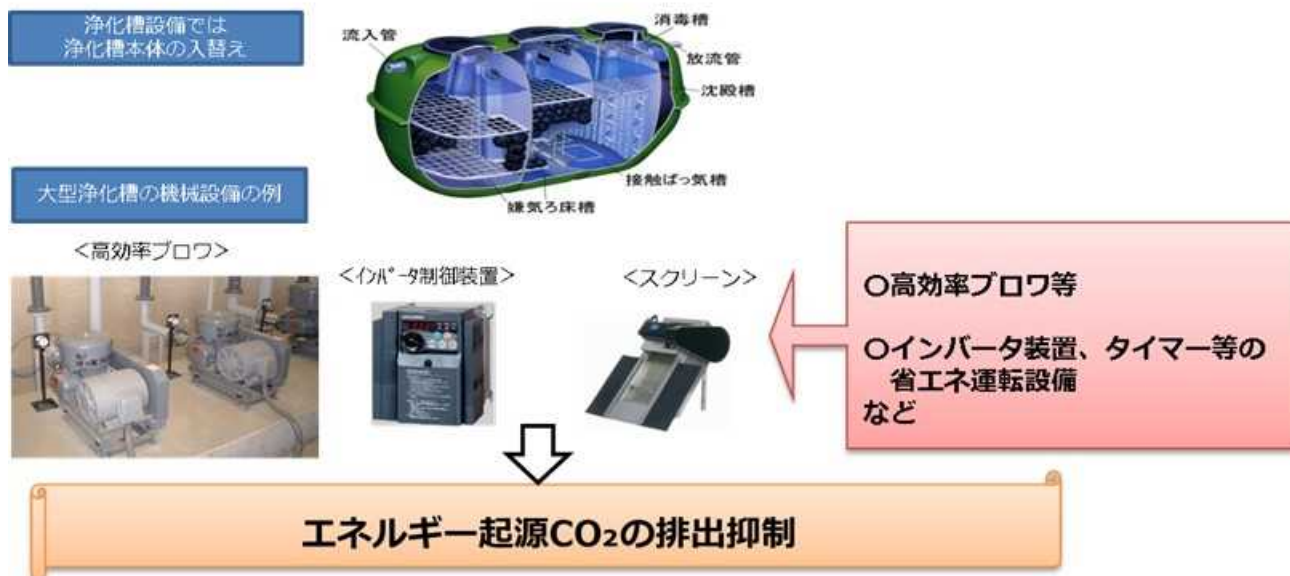 浄化槽設備では
浄化槽本体の入替え
流入管
消毒槽
放流管
沈殿槽
接触ばっ気槽
嫌気ろ床槽
大型浄化槽の機械設備の例
<高効率ブロワ>
<インバータ制御装置>
<スクリーン>
〇高効率ブロワ等
〇インバータ装置、タイマー等の
省エネ運転設備
など
エネルギー起源CO₂の排出抑制